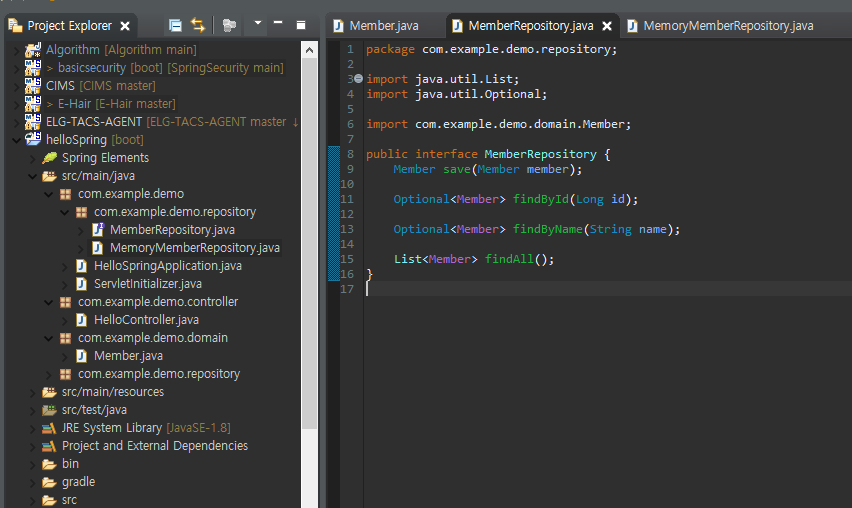 Project Explorer
Algorithm [Algorithm main]
> basicsecurity [boot] [SpringSecurity main]
CIMS [CIMS master]
> E-Hair [E-Hair master]
ELG-TACS-AGENT [ELG-TACS-AGENT master ↓
helloSpring [boot]
Spring Elements
src/main/java
com.example.demo
com.example.demo.repository
MemberRepository.java
MemoryMemberRepository.java
HelloSpringApplication.java
ServletInitializer.java
com.example.demo.controller
HelloController.java
com.example.demo.domain
Member.java
com.example.demo.repository
src/main/resources
src/test/java
JRE System Library [JavaSE-1.8]
Project and External Dependencies
bin
gradle
src
Member.java MemberRepository.java MemoryMemberRepository.java
1 package com.example.demo.repository;
2
3 import java.util.List;
4 import java.util.Optional;
5
6 import com.example.demo.domain.Member;
7
8 public interface MemberRepository {
9 Member save(Member member);
10
11 Optional<Member> findById(Long id);
12
13 Optional<Member> findByName(String name);
14
15 List<Member> findAll();
16 }
17